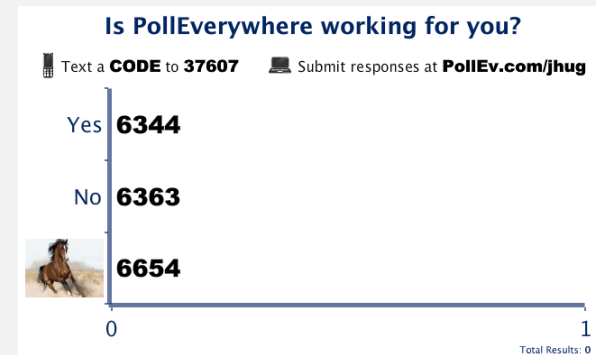 Is PollEverywhere working for you?
Text a CODE to 37607 Submit responses at PollEv.com/jhug
Yes 6344
No 6363
6654
0 1
Total Results: 0